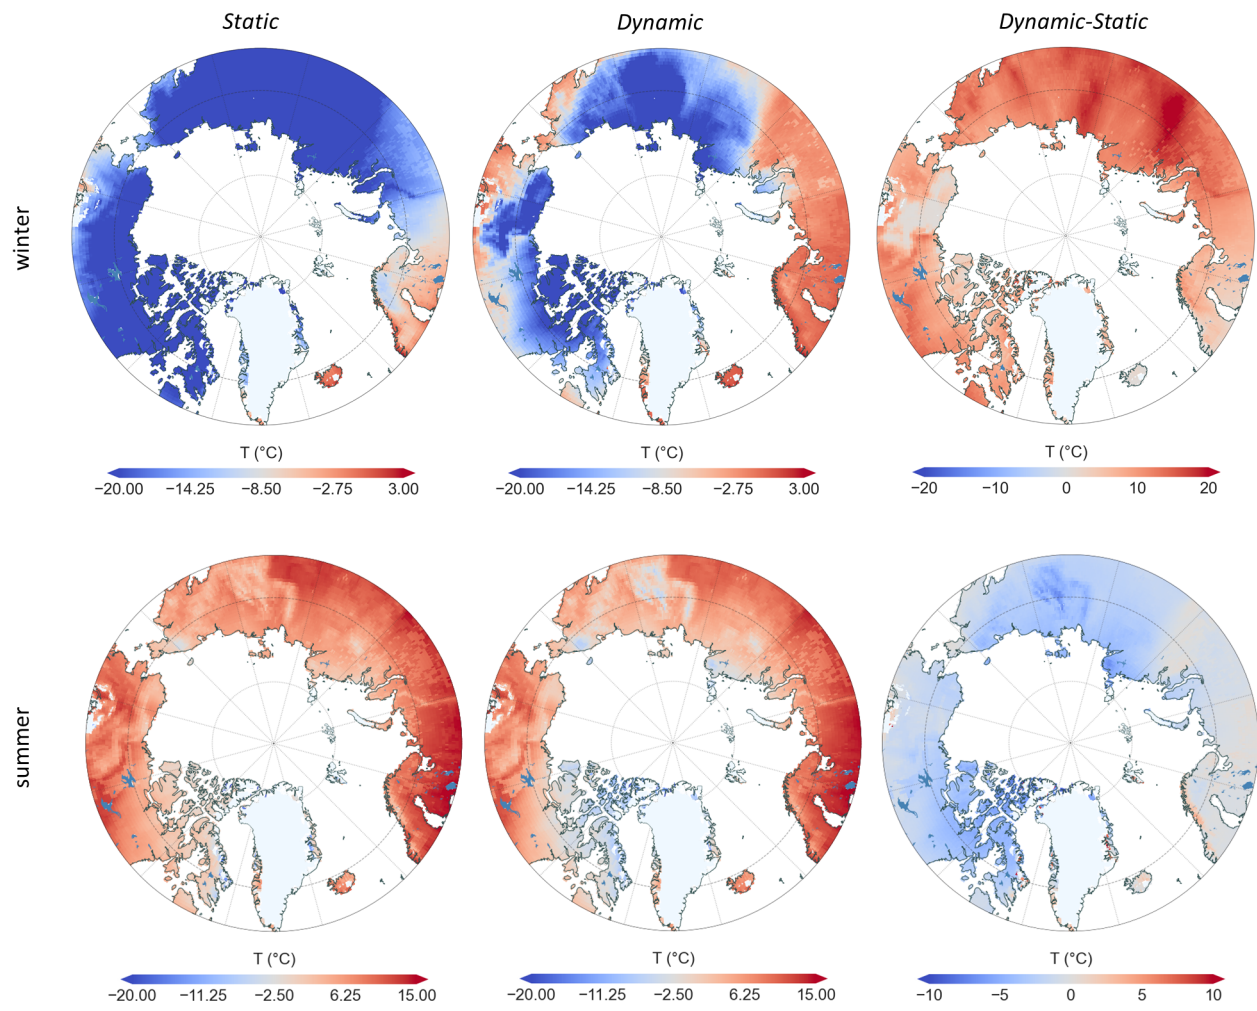 Static Dynamic Dynamic-Static
winter
T (°C) T (°C) T (°C)
−20.00 −14.25 −8.50 −2.75 3.00 −20.00 −14.25 −8.50 −2.75 3.00 −20 −10 0 10 20
summer
T (°C) T (°C) T (°C)
−20.00 −11.25 −2.50 6.25 15.00 −20.00 −11.25 −2.50 6.25 15.00 −10 −5 0 5 10